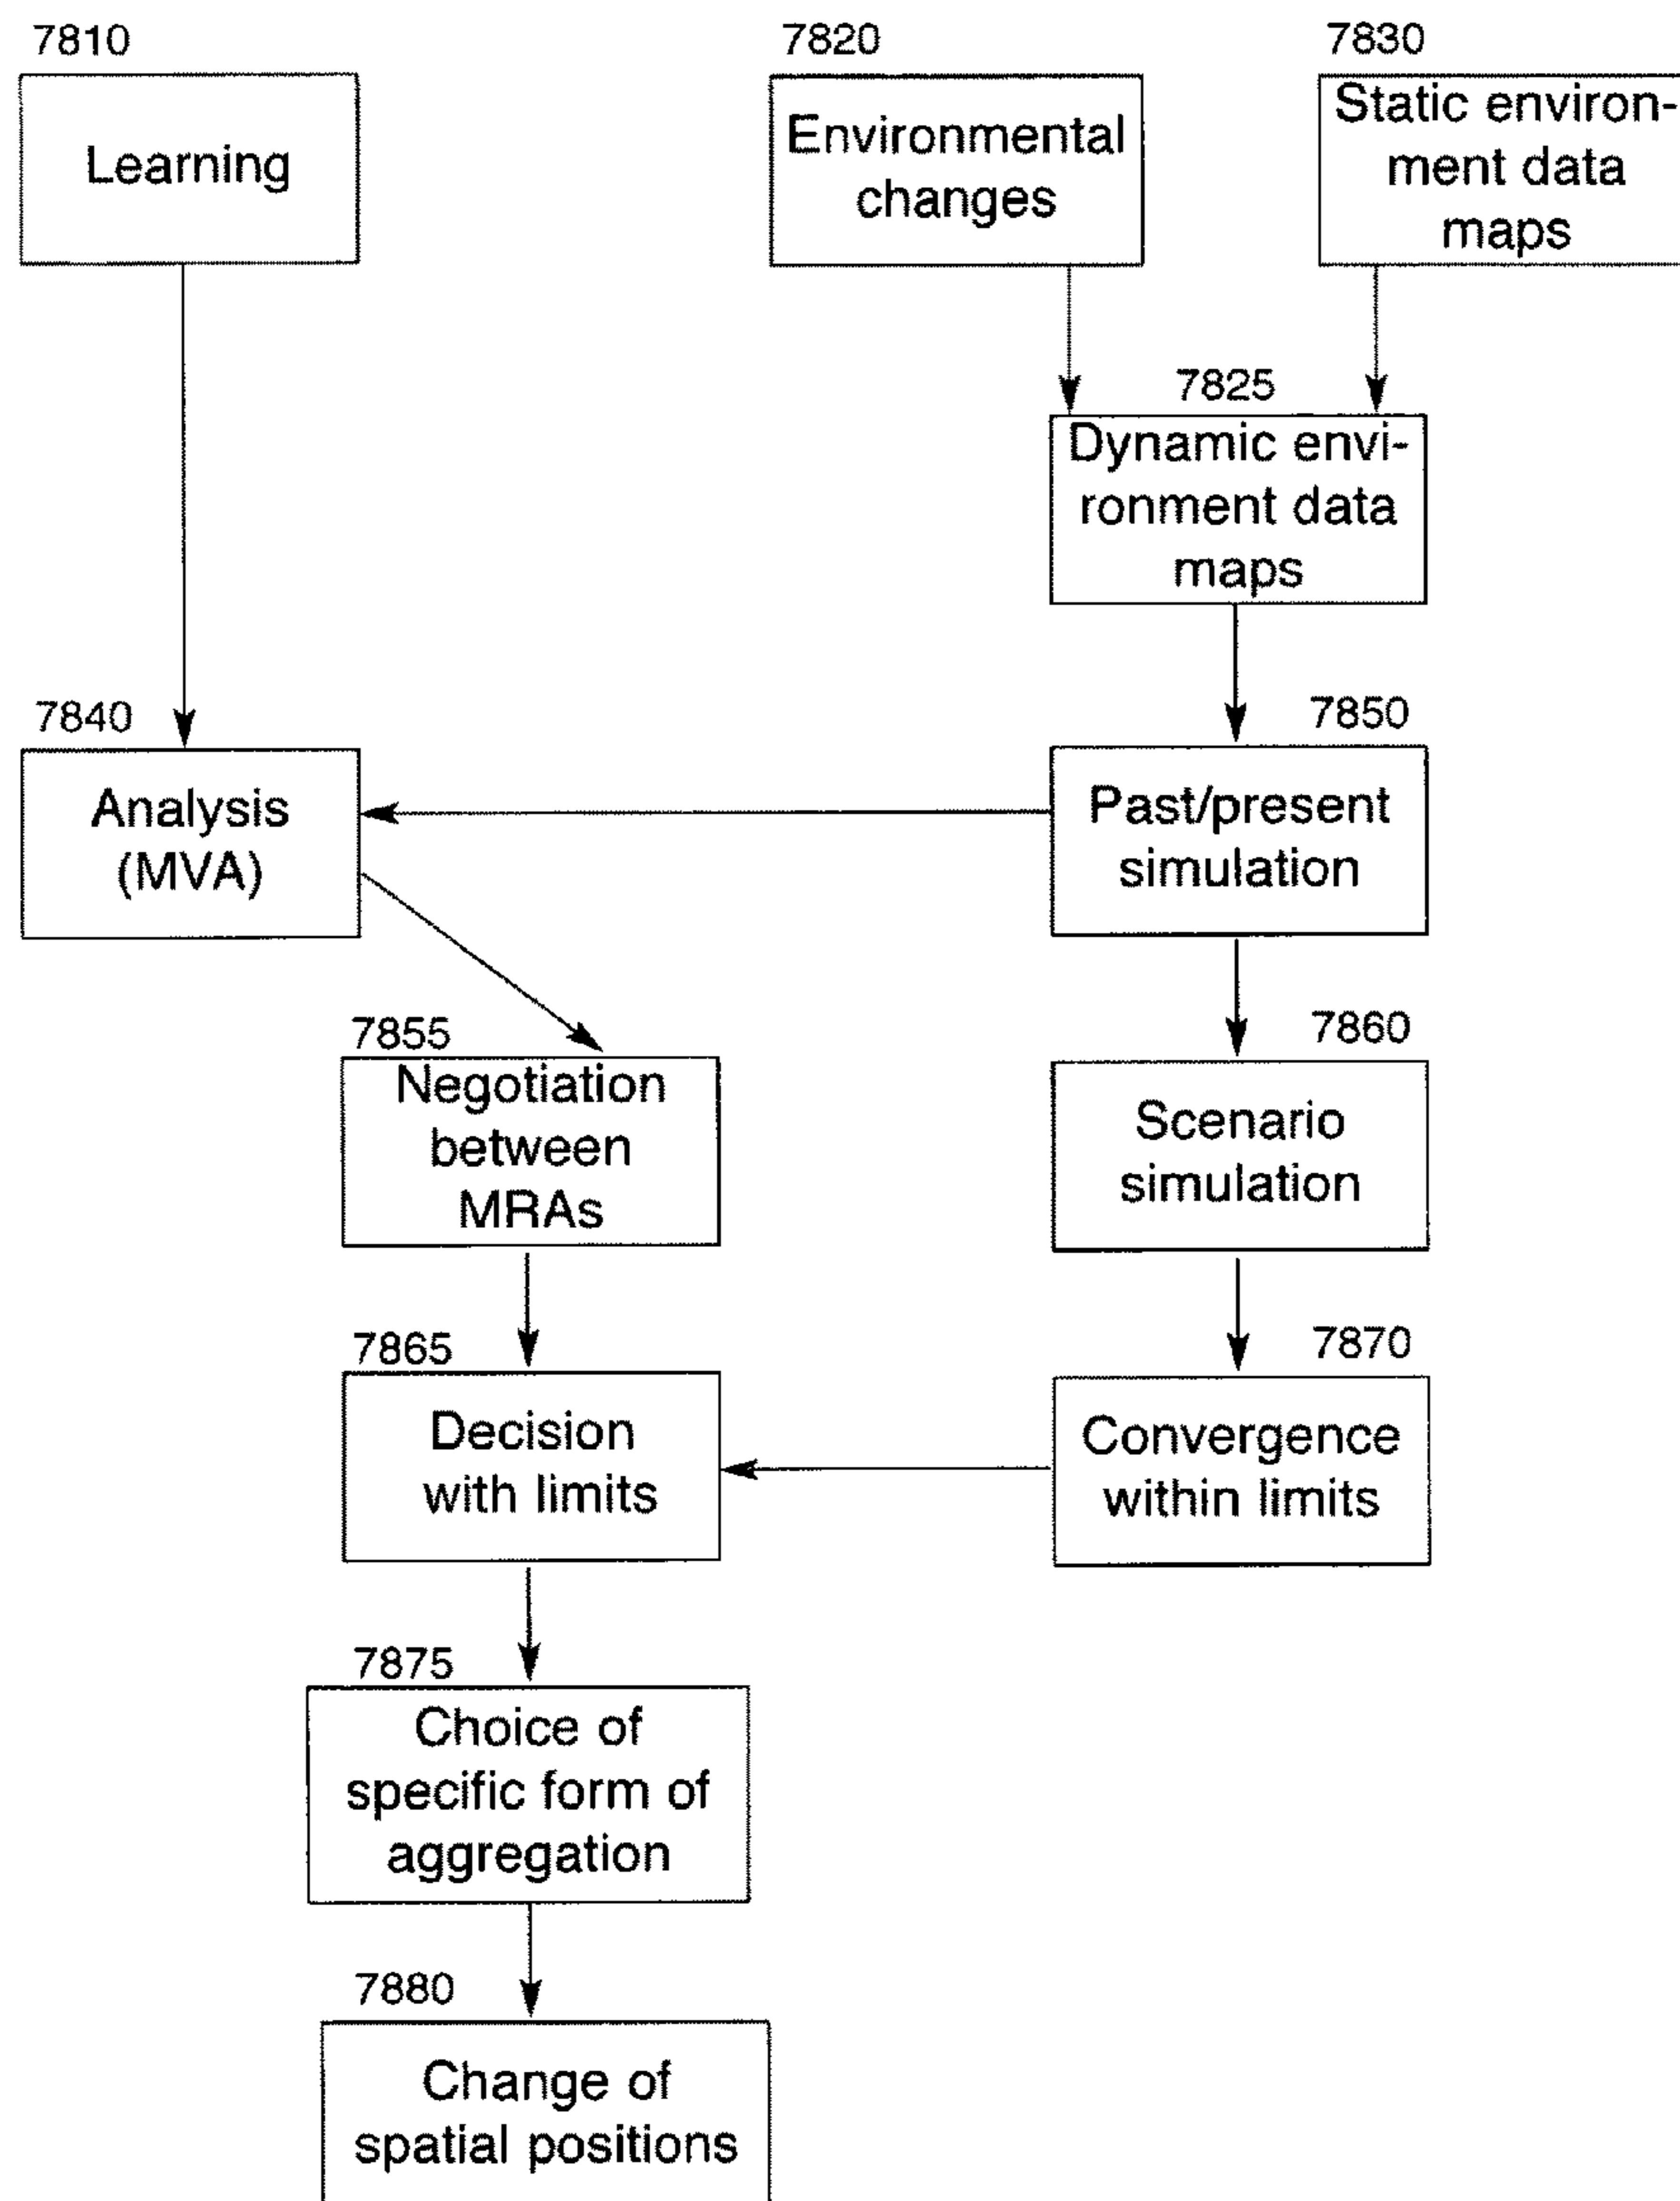 7810
Learning
7820
Environmental
changes
7830
Static environ-
ment data
maps
7825
Dynamic envi-
ronment data
maps
7840
Analysis
(MVA)
7850
Past/present
simulation
7855
Negotiation
between
MRAs
7860
Scenario
simulation
7865
Decision
with limits
7870
Convergence
within limits
7875
Choice of
specific form of
aggregation
7880
Change of
spatial positions